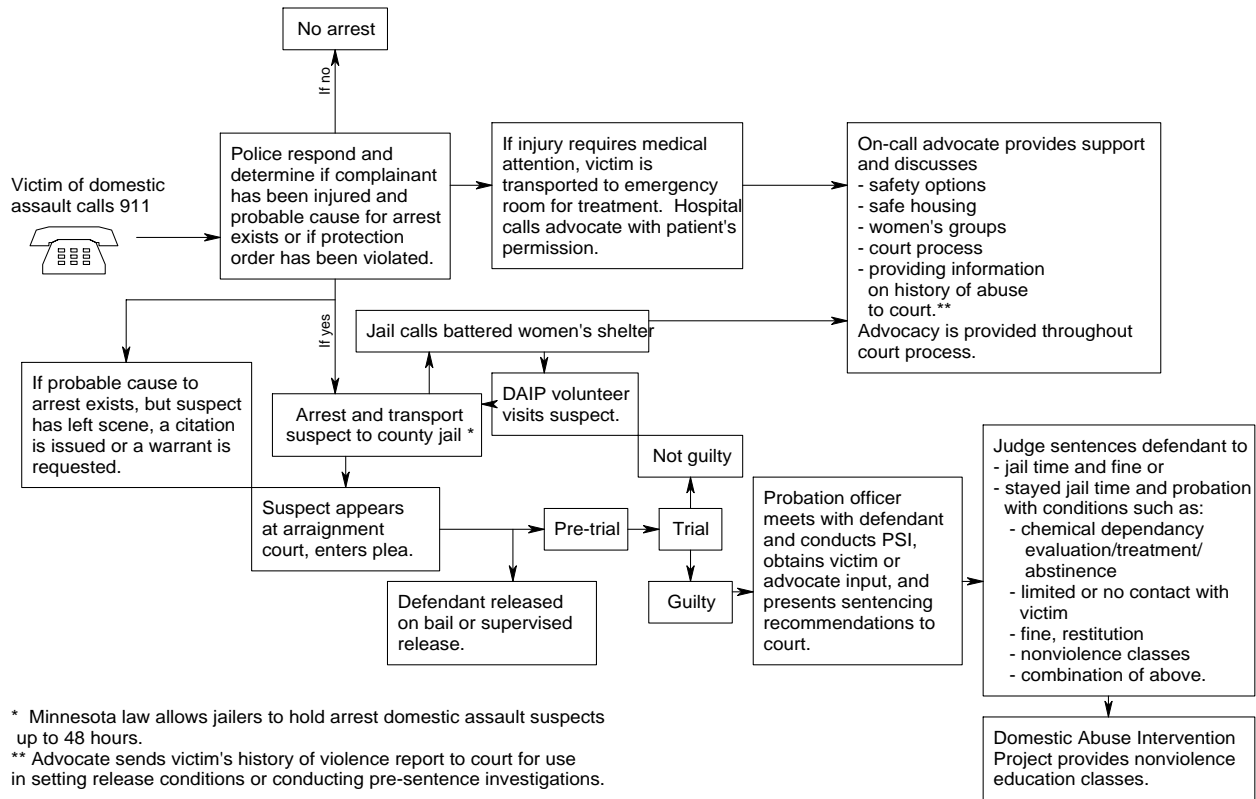 No arrest
If no
Victim of domestic
assault calls 911
Police respond and
determine if complainant
has been injured and
probable cause for arrest
exists or if protection
order has been violated.
If injury requires medical
attention, victim is
transported to emergency
room for treatment. Hospital
calls advocate with patient's
permission.
On-call advocate provides support
and discusses
- safety options
- safe housing
- women's groups
- court process
- providing information
on history of abuse
to court.**
Advocacy is provided throughout
court process.
If yes
Jail calls battered women's shelter
If probable cause to
arrest exists, but suspect
has left scene, a citation
is issued or a warrant is
requested.
Arrest and transport
suspect to county jail *
DAIP volunteer
visits suspect.
Suspect appears
at arraignment
court, enters plea.
Defendant released
on bail or supervised
release.
Pre-trial
Trial
Not guilty
Guilty
Probation officer
meets with defendant
and conducts PSI,
obtains victim or
advocate input, and
presents sentencing
recommendations to
court.
Judge sentences defendant to
- jail time and fine or
- stayed jail time and probation
with conditions such as:
- chemical dependancy
evaluation/treatment/
abstinence
- limited or no contact with
victim
- fine, restitution
- nonviolence classes
- combination of above.
Domestic Abuse Intervention
Project provides nonviolence
education classes.
* Minnesota law allows jailers to hold arrest domestic assault suspects
up to 48 hours.
** Advocate sends victim's history of violence report to court for use
in setting release conditions or conducting pre-sentence investigations.